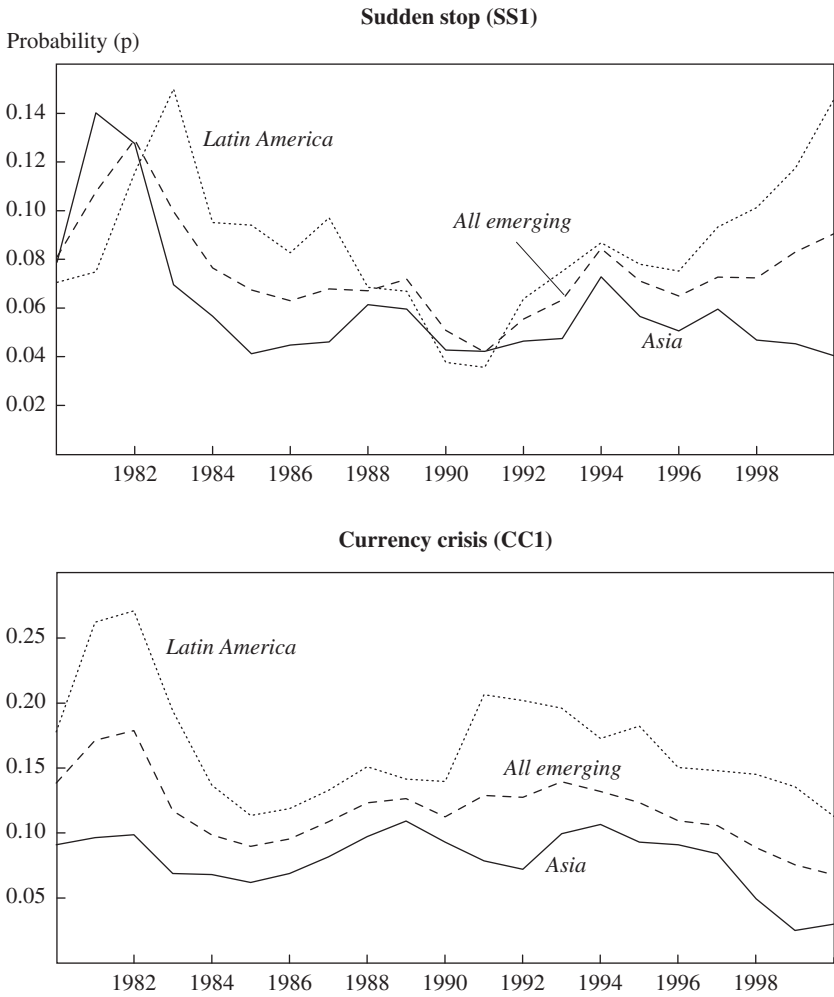 Sudden stop (SS1)
Probability (p)
0.14
Latin America
0.12
0.10
All emerging
0.08
0.06
Asia
0.04
0.02
1982 1984 1986 1988 1990 1992 1994 1996 1998
Currency crisis (CC1)
0.25
Latin America
0.20
0.15
All emerging
0.10
Asia
0.05
1982 1984 1986 1988 1990 1992 1994 1996 1998